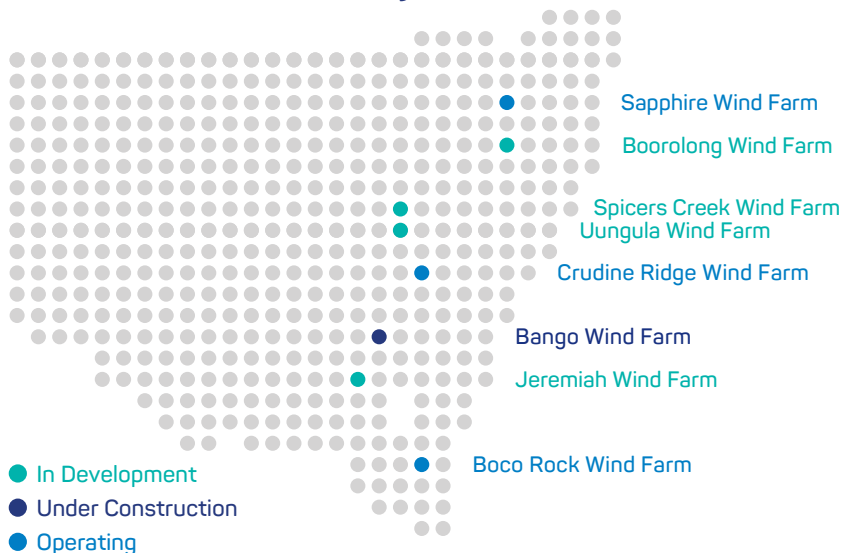 Sapphire Wind Farm
Boorolong Wind Farm
Spicers Creek Wind Farm
Uungula Wind Farm
Crudine Ridge Wind Farm
Bango Wind Farm
Jeremiah Wind Farm
Boco Rock Wind Farm
In Development
Under Construction
Operating